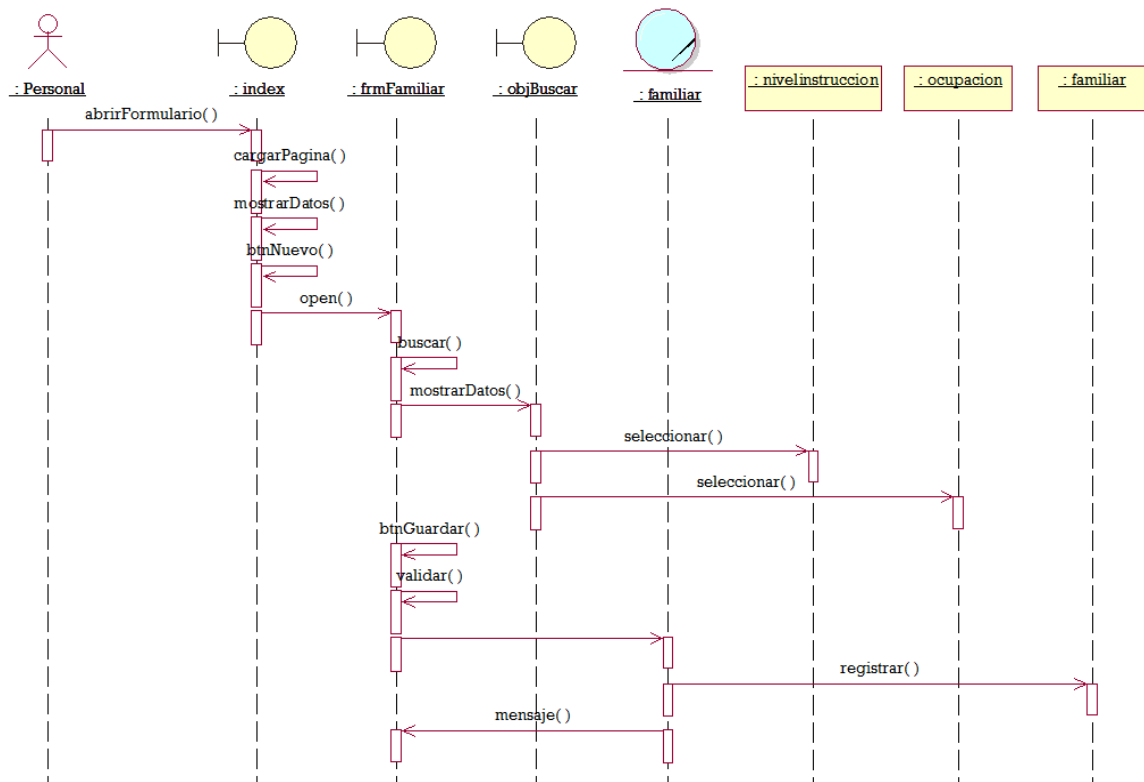 : Personal
: index
: frmFamiliar
: objBuscar
: familiar
: nivelinstruccion
: ocupacion
: familiar
abrirFormulario( )
cargarPagina( )
mostrarDatos( )
btnNuevo( )
open( )
buscar( )
mostrarDatos( )
seleccionar( )
seleccionar( )
btnGuardar( )
validar( )
registrar( )
mensaje( )